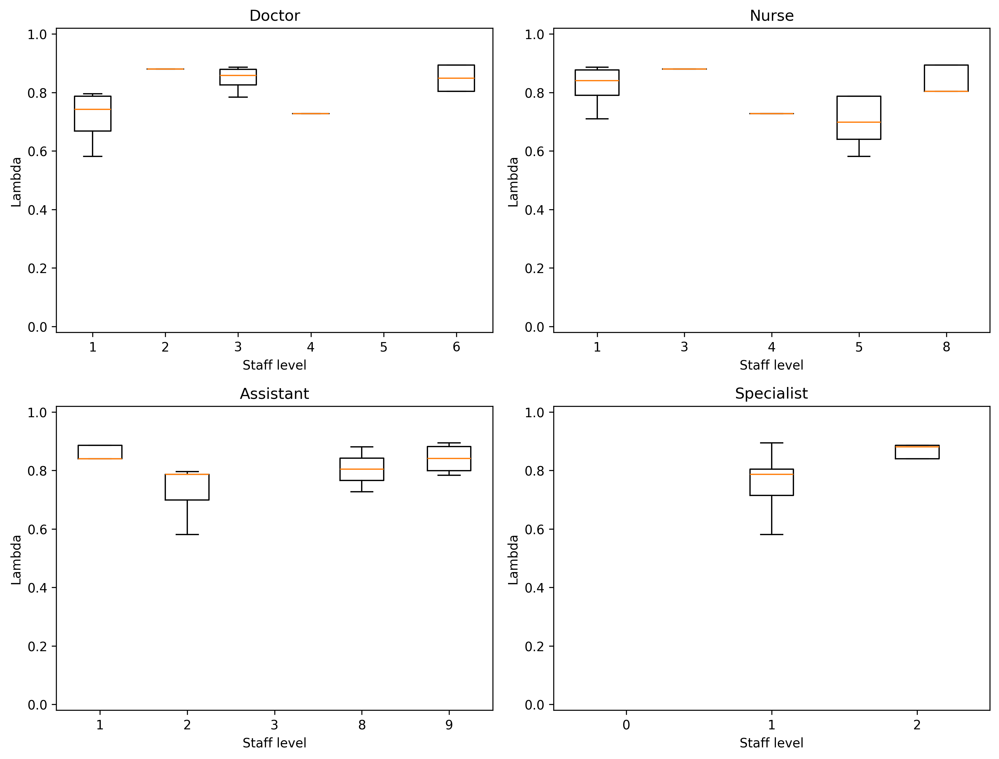 Doctor
1.0
0.8
0.6
0.4
0.2
0.0
Lambda
1 2 3 4 5 6
Staff level
Nurse
1.0
0.8
0.6
0.4
0.2
0.0
Lambda
1 3 4 5 8
Staff level
Assistant
1.0
0.8
0.6
0.4
0.2
0.0
Lambda
1 2 3 8 9
Staff level
Specialist
1.0
0.8
0.6
0.4
0.2
0.0
Lambda
0 1 2
Staff level